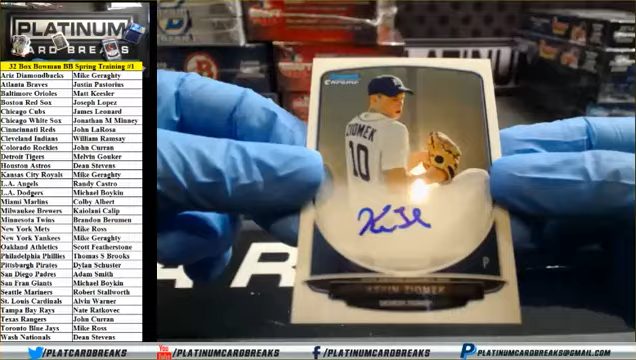 PLATINUM
CARD BREAKS
32 Box Bowman BB Spring Training #1
Ariz Diamondbacks Mike Geraghty
Atlanta Braves Justin Pastorius
Baltimore Orioles Matt Keesler
Boston Red Sox Joseph Lopez
Chicago Cubs James Leonard
Chicago White Sox Jonathan M Minney
Cinncinnati Reds John LaRosa
Cleveland Indians William Ramsay
Colorado Rockies John Curran
Detroit Tigers Melvin Gouker
Houston Astros Dean Stevens
Kansas City Royals Mike Geraghty
L.A. Angels Randy Castro
L.A. Dodgers Michael Boykin
Miami Marlins Colby Albert
Milwaukee Brewers Kaiolani Calip
Minnesota Twins Brandon Berumen
New York Mets Mike Ross
New York Yankees Mike Geraghty
Oakland Athletics Scott Featherstone
Philadelphia Phillies Thomas S Brooks
Pittsburgh Pirates Dylan Schuster
San Diego Padres Adam Smith
San Fran Giants Michael Boykin
Seattle Mariners Robert Stallworth
St. Louis Cardinals Alvin Warner
Tampa Bay Rays Nate Ratkovec
Texas Rangers John Curran
Toronto Blue Jays Mike Ross
Wash Nationals Dean Stevens
PLATINUM
ZIOMEK
10
P
KEVIN ZIOMEK
DETROIT TIGERS
/PLATCARDBREAKS
You Tube /PLATINUMCARDBREAKS
/PLATINUMCARDBREAKS
PLATINUMCARDBREAKS@GMAIL.COM